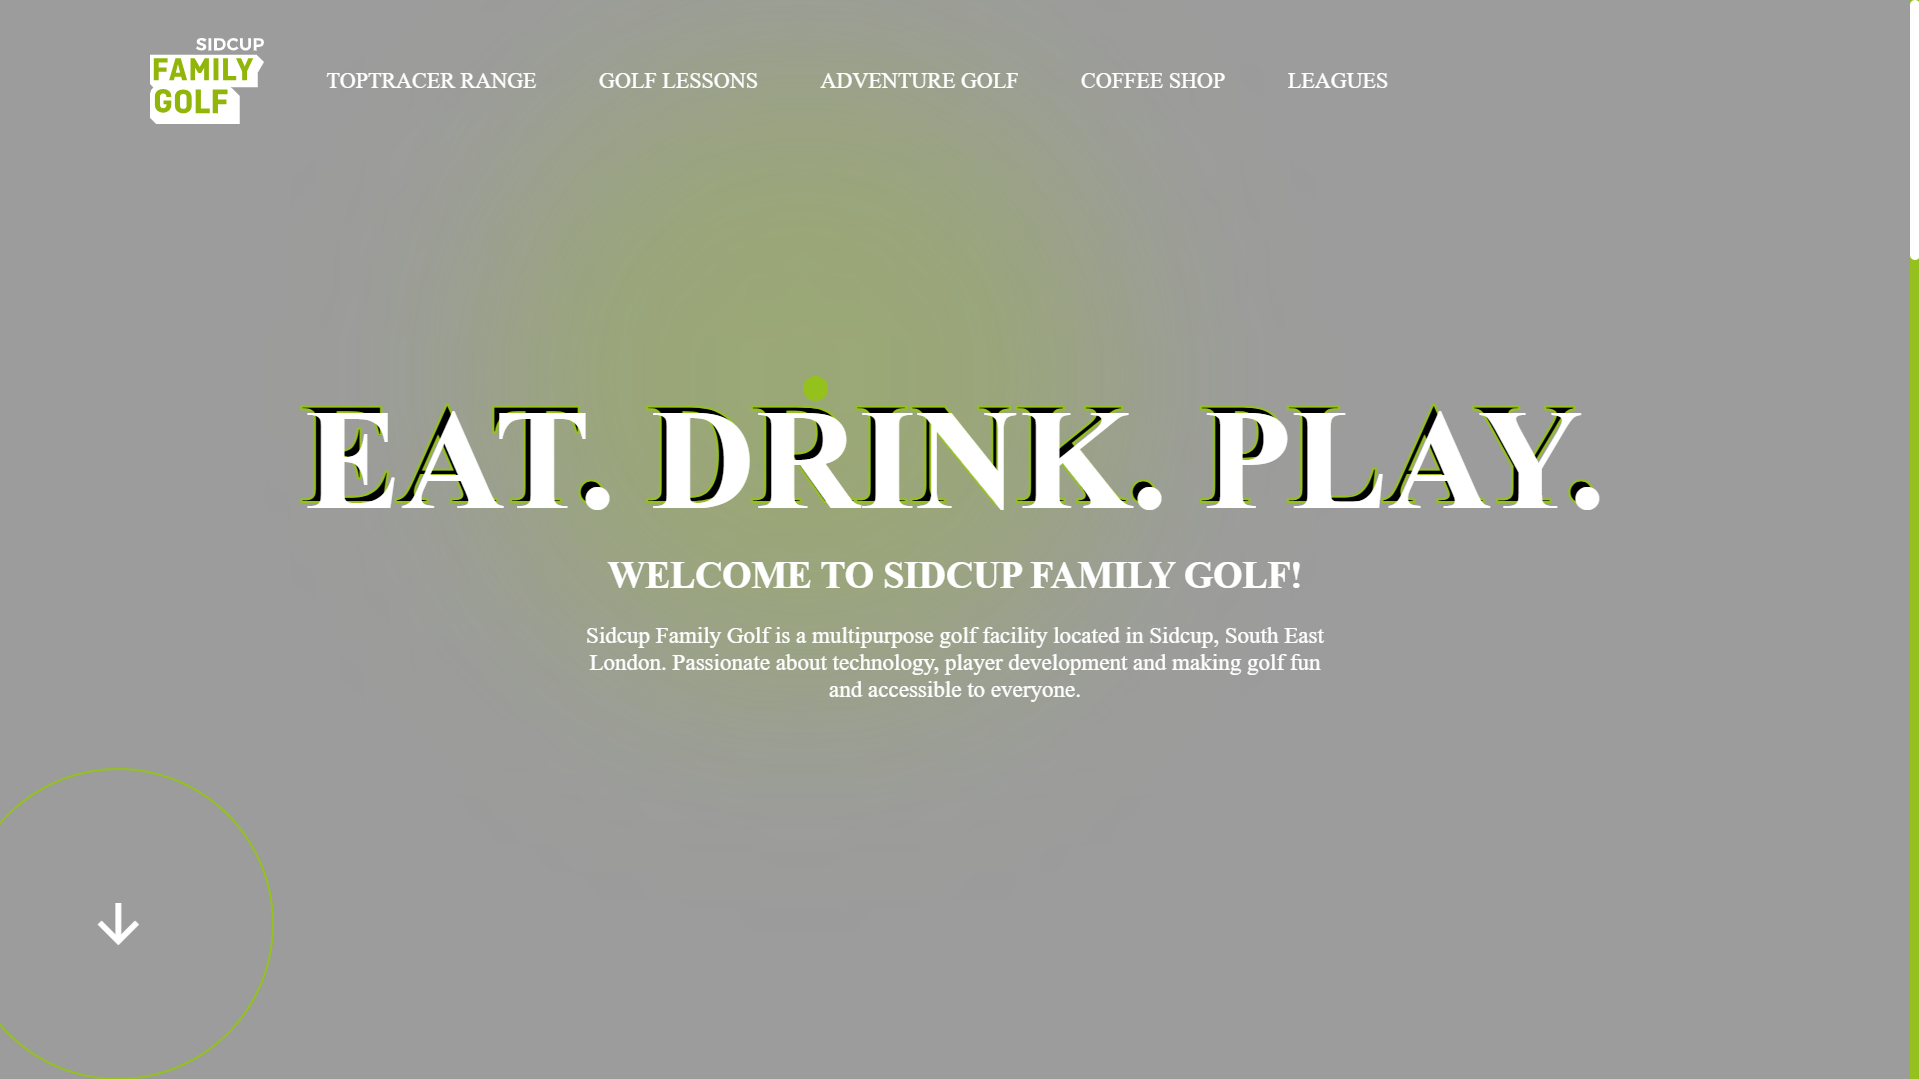 SIDCUP
FAMILY
GOLF
TOPTRACER RANGE
GOLF LESSONS
ADVENTURE GOLF
COFFEE SHOP
LEAGUES
EAT. DRINK. PLAY.
WELCOME TO SIDCUP FAMILY GOLF!
Sidcup Family Golf is a multipurpose golf facility located in Sidcup, South East
London. Passionate about technology, player development and making golf fun
and accessible to everyone.